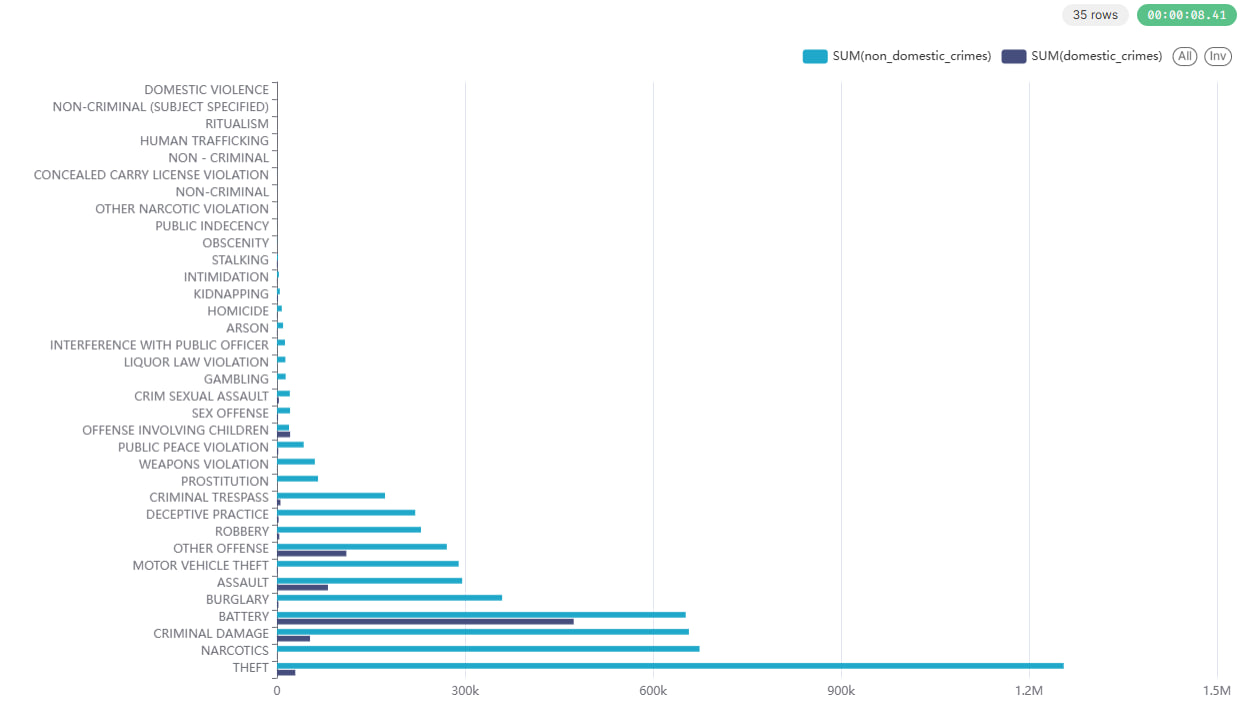 35 rows 00:00:08.41
SUM(non_domestic_crimes) SUM(domestic_crimes) All Inv
DOMESTIC VIOLENCE
NON-CRIMINAL (SUBJECT SPECIFIED)
RITUALISM
HUMAN TRAFFICKING
NON - CRIMINAL
CONCEALED CARRY LICENSE VIOLATION
NON-CRIMINAL
OTHER NARCOTIC VIOLATION
PUBLIC INDECENCY
OBSCENITY
STALKING
INTIMIDATION
KIDNAPPING
HOMICIDE
ARSON
INTERFERENCE WITH PUBLIC OFFICER
LIQUOR LAW VIOLATION
GAMBLING
CRIM SEXUAL ASSAULT
SEX OFFENSE
OFFENSE INVOLVING CHILDREN
PUBLIC PEACE VIOLATION
WEAPONS VIOLATION
PROSTITUTION
CRIMINAL TRESPASS
DECEPTIVE PRACTICE
ROBBERY
OTHER OFFENSE
MOTOR VEHICLE THEFT
ASSAULT
BURGLARY
BATTERY
CRIMINAL DAMAGE
NARCOTICS
THEFT
0 300k 600k 900k 1.2M 1.5M